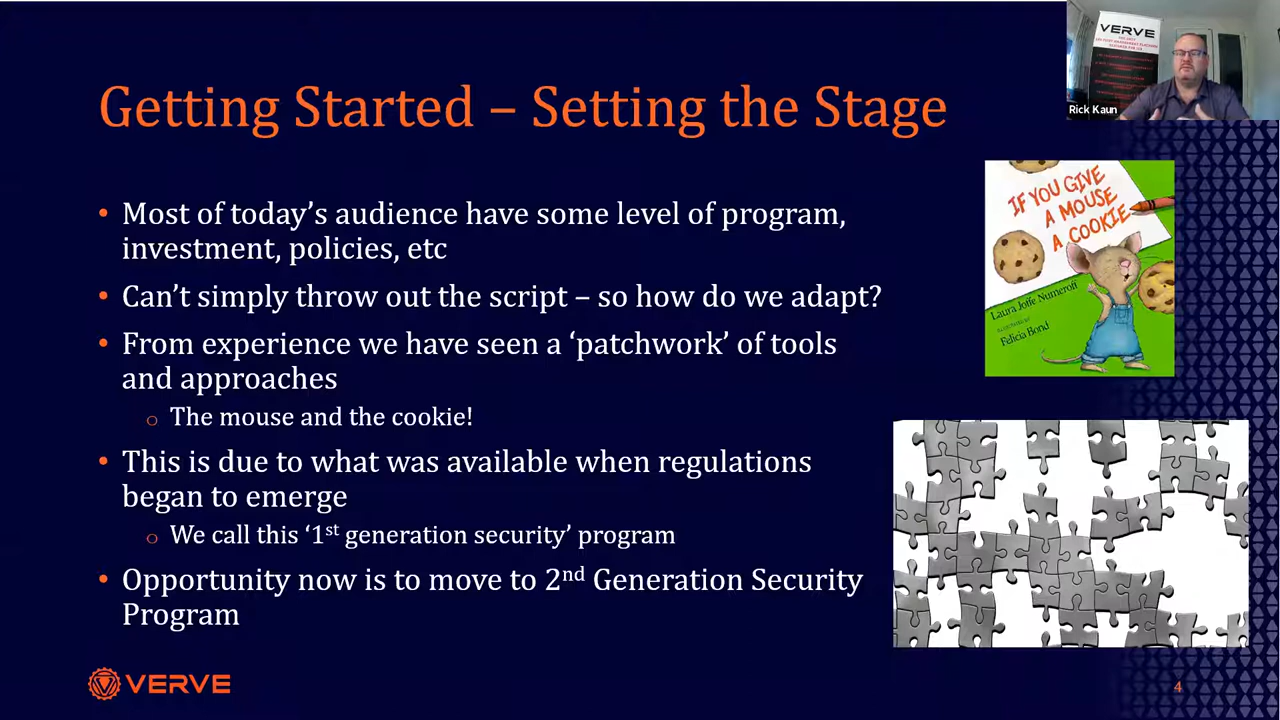 VERVE
Rick Kaun
Getting Started – Setting the Stage
• Most of today’s audience have some level of program,
investment, policies, etc
• Can’t simply throw out the script – so how do we adapt?
• From experience we have seen a ‘patchwork’ of tools
and approaches
o The mouse and the cookie!
• This is due to what was available when regulations
began to emerge
o We call this ‘1st generation security’ program
• Opportunity now is to move to 2nd Generation Security
Program
IF YOU GIVE
A MOUSE
A COOKIE
Laura Joffe Numeroff
Felicia Bond
VERVE
4